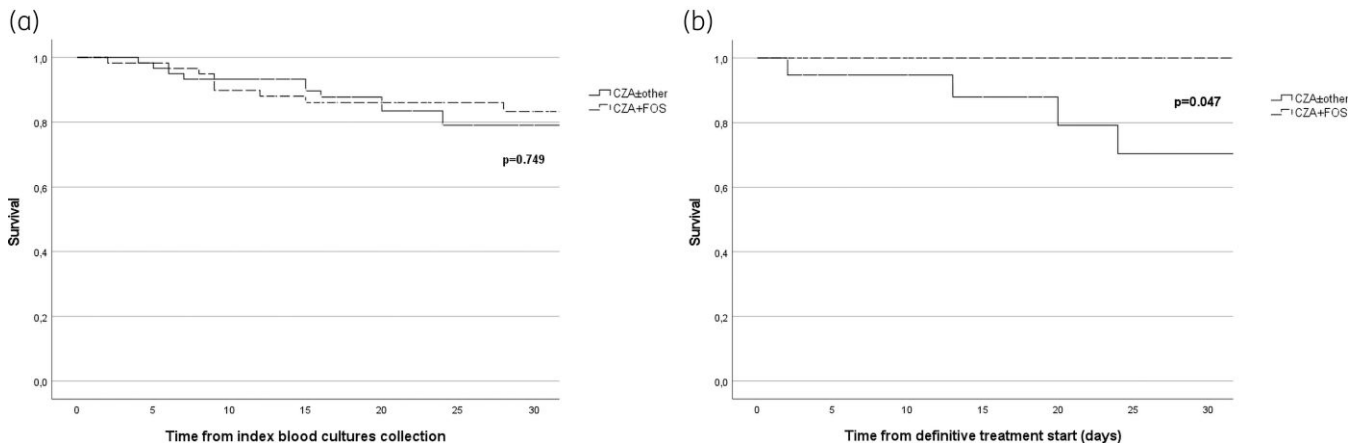 (a)
1,0
0,8
0,6
0,4
0,2
0,0
Survival
0 5 10 15 20 25 30
Time from index blood cultures collection
CZA±other
CZA+FOS
p=0.749
(b)
1,0
0,8
0,6
0,4
0,2
0,0
Survival
0 5 10 15 20 25 30
Time from definitive treatment start (days)
p=0.047
CZA±other
CZA+FOS